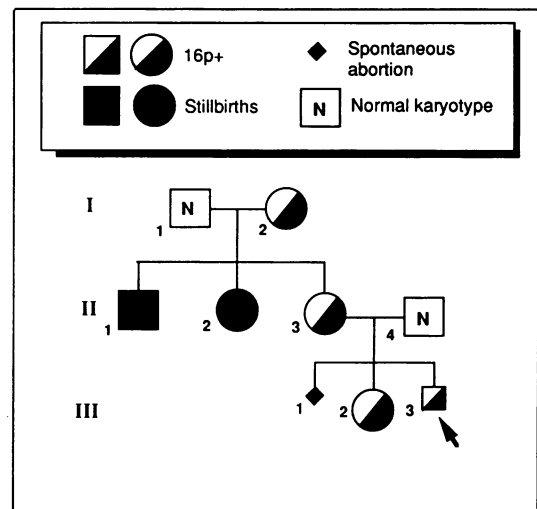 16p+
Spontaneous
abortion
Stillbirths
N
Normal karyotype
I
N
1
2
II
1
2
3
4
N
III
1
2
3